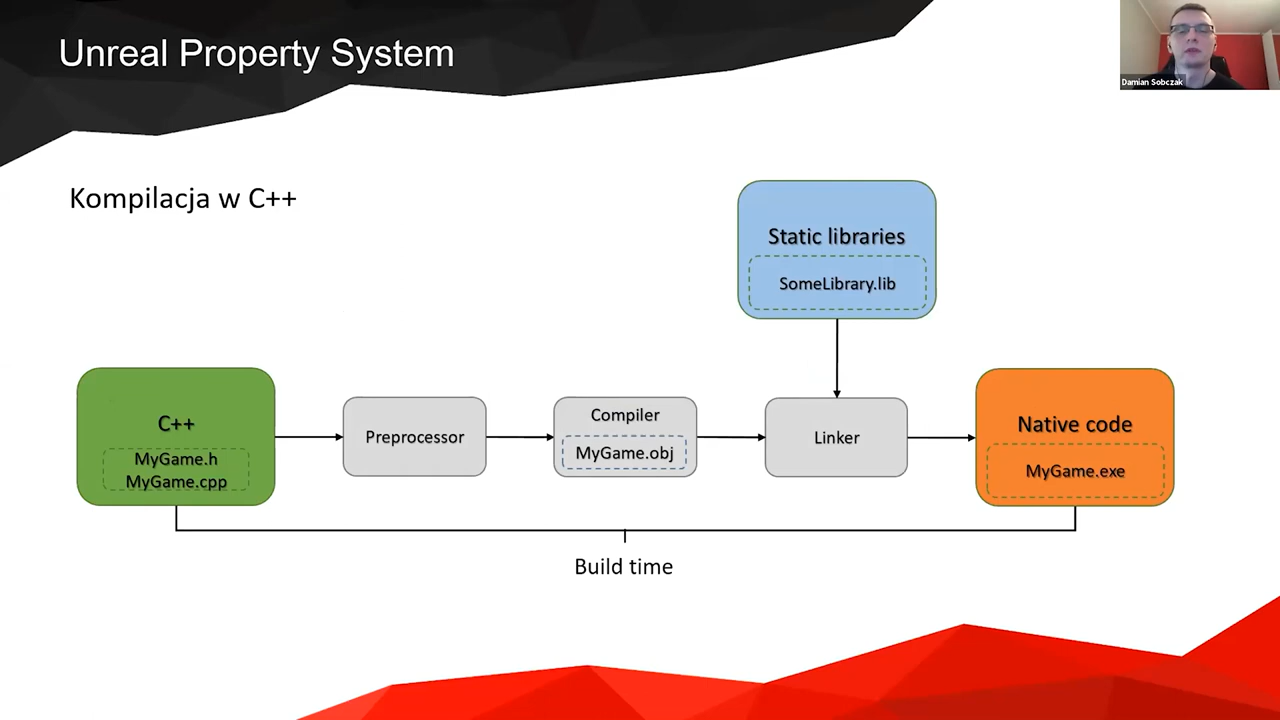 Unreal Property System
Damian Sobczak
Kompilacja w C++
Static libraries
SomeLibrary.lib
C++
MyGame.h
MyGame.cpp
Preprocessor
Compiler
MyGame.obj
Linker
Native code
MyGame.exe
Build time